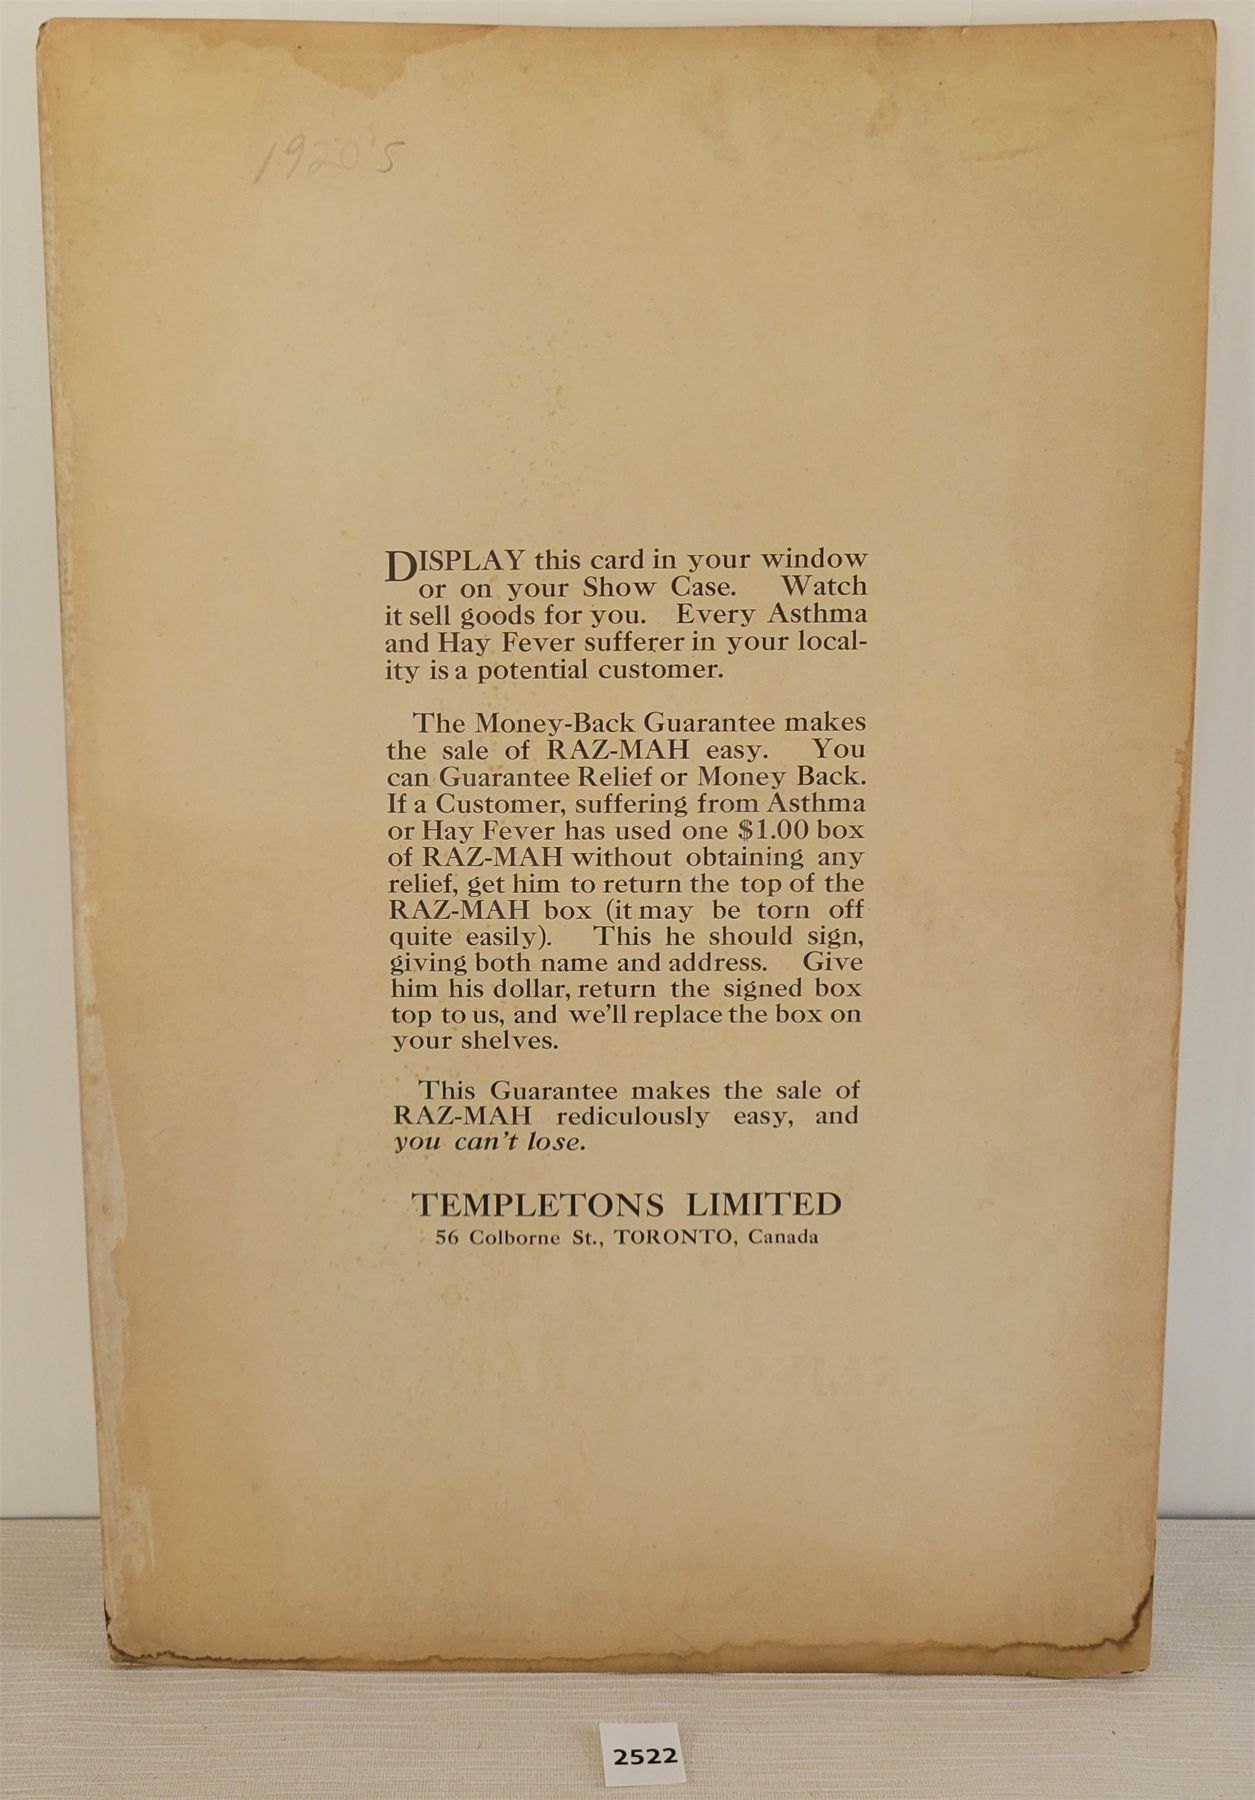 1920's
DISPLAY this card in your window
or on your Show Case. Watch
it sell goods for you. Every Asthma
and Hay Fever sufferer in your local-
ity is a potential customer.
The Money-Back Guarantee makes
the sale of RAZ-MAH easy. You
can Guarantee Relief or Money Back.
If a Customer, suffering from Asthma
or Hay Fever has used one $1.00 box
of RAZ-MAH without obtaining any
relief, get him to return the top of the
RAZ-MAH box (it may be torn off
quite easily). This he should sign,
giving both name and address. Give
him his dollar, return the signed box
top to us, and we'll replace the box on
your shelves.
This Guarantee makes the sale of
RAZ-MAH rediculously easy, and
you can't lose.
TEMPLETONS LIMITED
56 Colborne St., TORONTO, Canada
2522